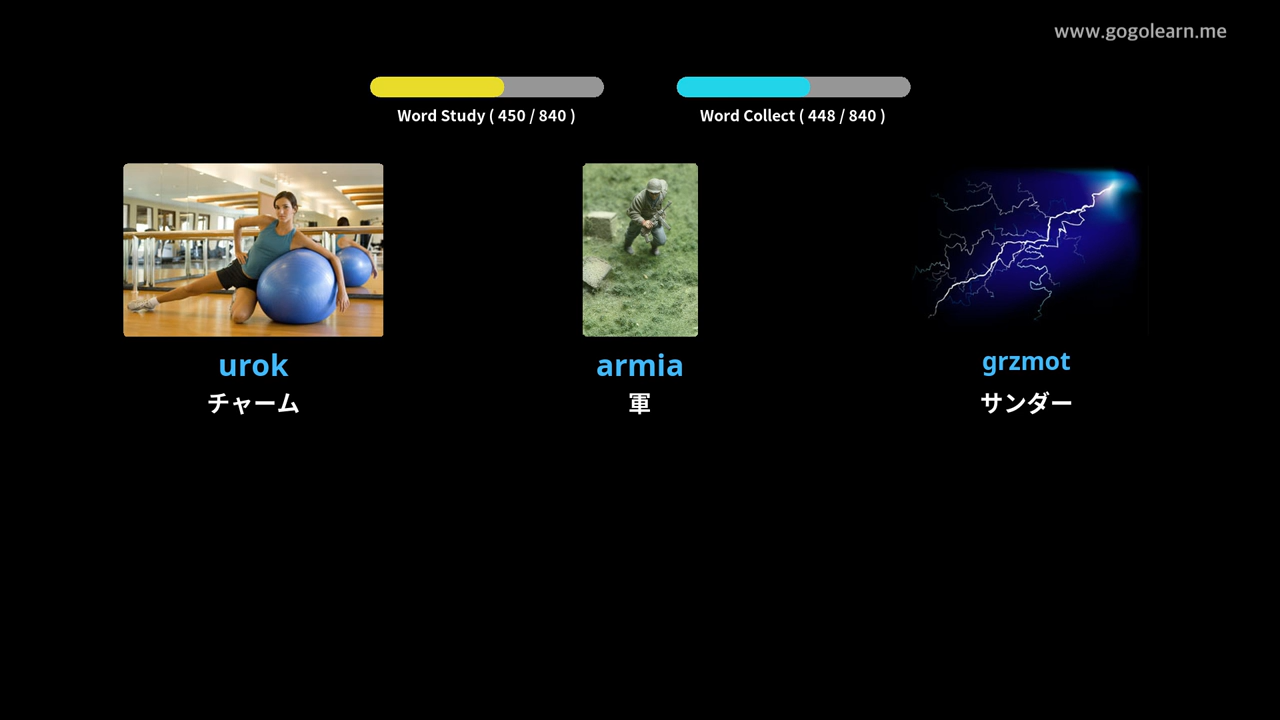 www.gogolearn.me
Word Study ( 450 / 840 )
Word Collect ( 448 / 840 )
urok
チャーム
armia
軍
grzmot
サンダー